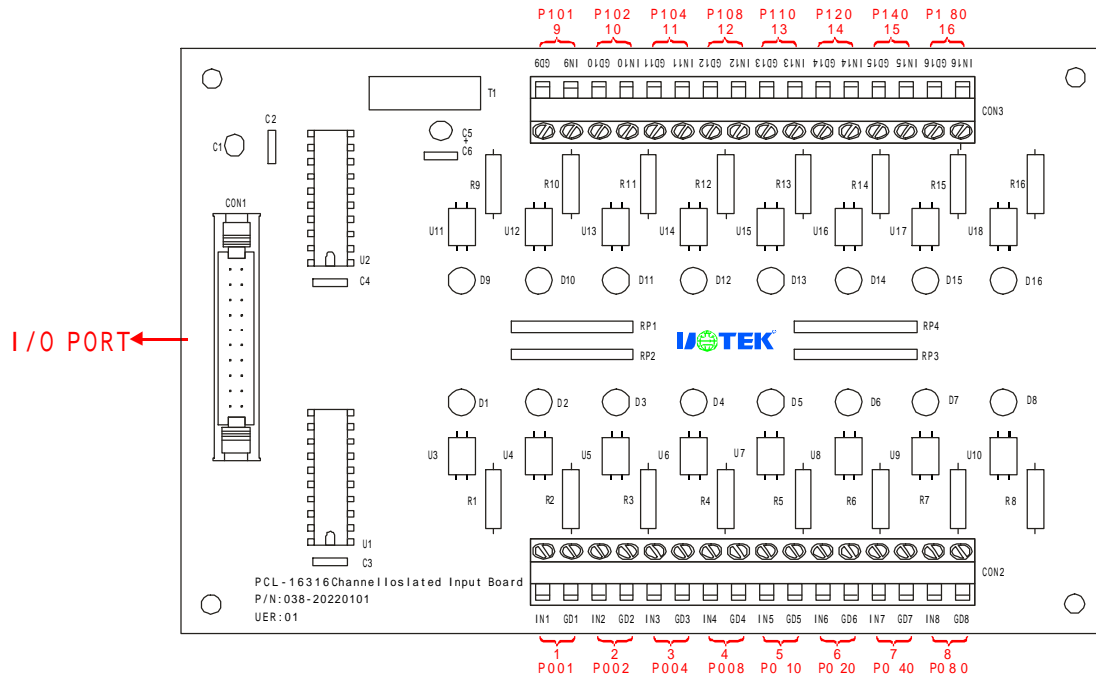 P101 P102 P104 P108 P110 P120 P140 P1 80
9 10 11 12 13 14 15 16
GD9 IN9 GD10 IN10 GD11 IN11 GD12 IN12 GD13 IN13 GD14 IN14 GD15 IN15 GD16 IN16
T1
CON3
C2
C5
+
C1
C6
R9 R10 R11 R12 R13 R14 R15 R16
CON1
U11 U12 U13 U14 U15 U16 U17 U18
U2
C4
D9 D10 D11 D12 D13 D14 D15 D16
RP1 RP4
I/O PORT
TEK
RP2 RP3
D1 D2 D3 D4 D5 D6 D7 D8
U3 U4 U5 U6 U7 U8 U9 U10
R1 R2 R3 R4 R5 R6 R7 R8
U1
C3
CON2
PCL-16316Channelloslated Input Board
P/N:038-20220101
UER:01
IN1 GD1 IN2 GD2 IN3 GD3 IN4 GD4 IN5 GD5 IN6 GD6 IN7 GD7 IN8 GD8
1 2 3 4 5 6 7 8
P001 P002 P004 P008 P0 10 P0 20 P0 40 P080